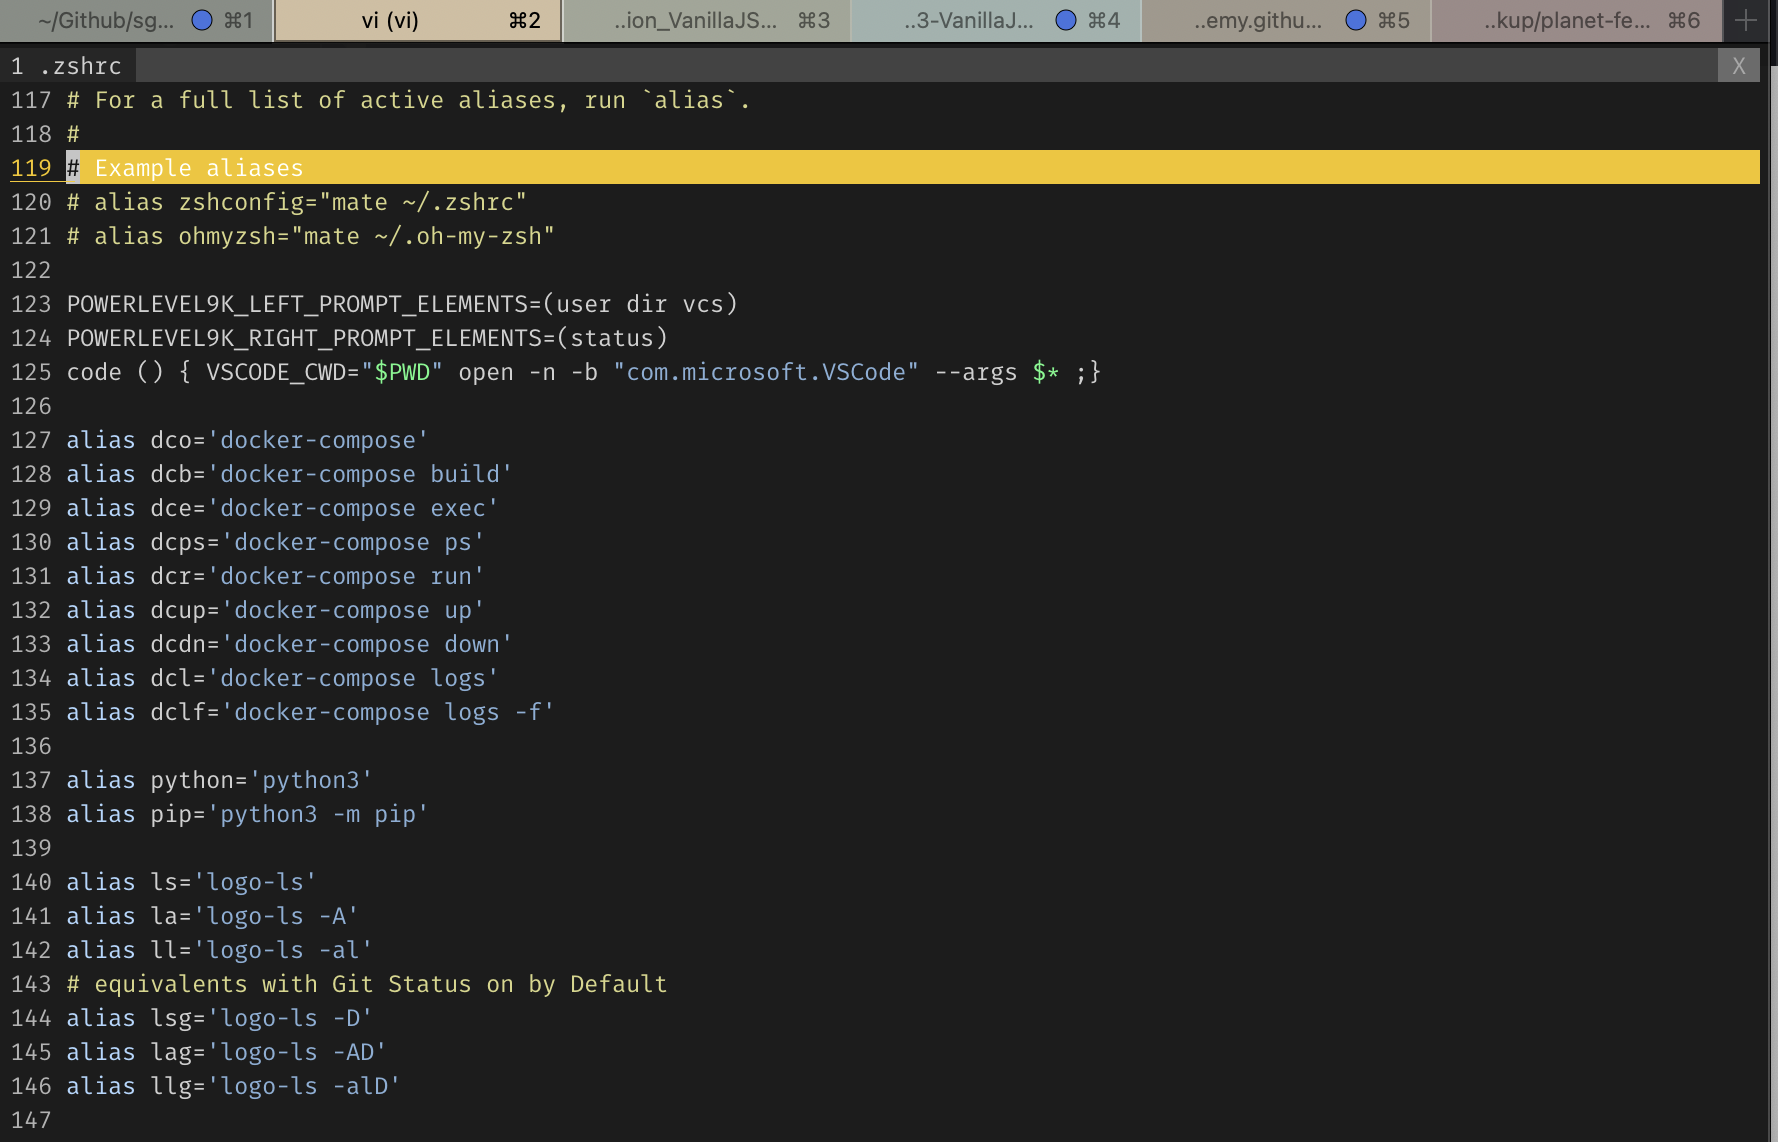 ~/Github/sg... ⌘1 vi (vi) ⌘2 ..ion_VanillaJS... ⌘3 ..3-VanillaJ... ⌘4 ..emy.githu... ⌘5 ..kup/planet-fe... ⌘6 +
1 .zshrc X
117 # For a full list of active aliases, run `alias`.
118 #
119 # Example aliases
120 # alias zshconfig="mate ~/.zshrc"
121 # alias ohmyzsh="mate ~/.oh-my-zsh"
122
123 POWERLEVEL9K_LEFT_PROMPT_ELEMENTS=(user dir vcs)
124 POWERLEVEL9K_RIGHT_PROMPT_ELEMENTS=(status)
125 code () { VSCODE_CWD="$PWD" open -n -b "com.microsoft.VSCode" --args $* ;}
126
127 alias dco='docker-compose'
128 alias dcb='docker-compose build'
129 alias dce='docker-compose exec'
130 alias dcps='docker-compose ps'
131 alias dcr='docker-compose run'
132 alias dcup='docker-compose up'
133 alias dcdn='docker-compose down'
134 alias dcl='docker-compose logs'
135 alias dclf='docker-compose logs -f'
136
137 alias python='python3'
138 alias pip='python3 -m pip'
139
140 alias ls='logo-ls'
141 alias la='logo-ls -A'
142 alias ll='logo-ls -al'
143 # equivalents with Git Status on by Default
144 alias lsg='logo-ls -D'
145 alias lag='logo-ls -AD'
146 alias llg='logo-ls -alD'
147